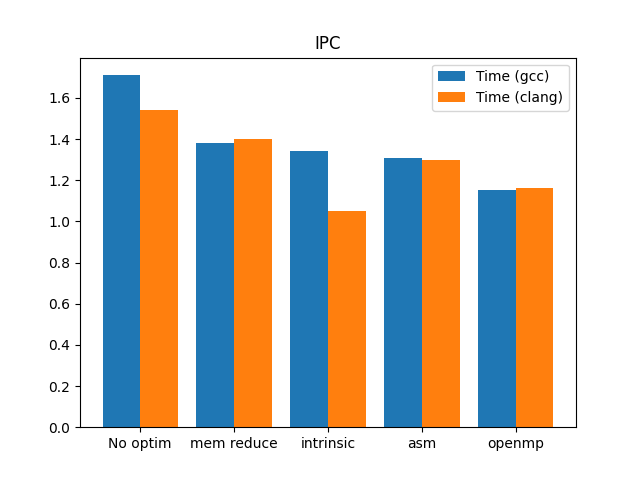 IPC
Time (gcc)
Time (clang)
1.6
1.4
1.2
1.0
0.8
0.6
0.4
0.2
0.0
No optim
mem reduce
intrinsic
asm
openmp